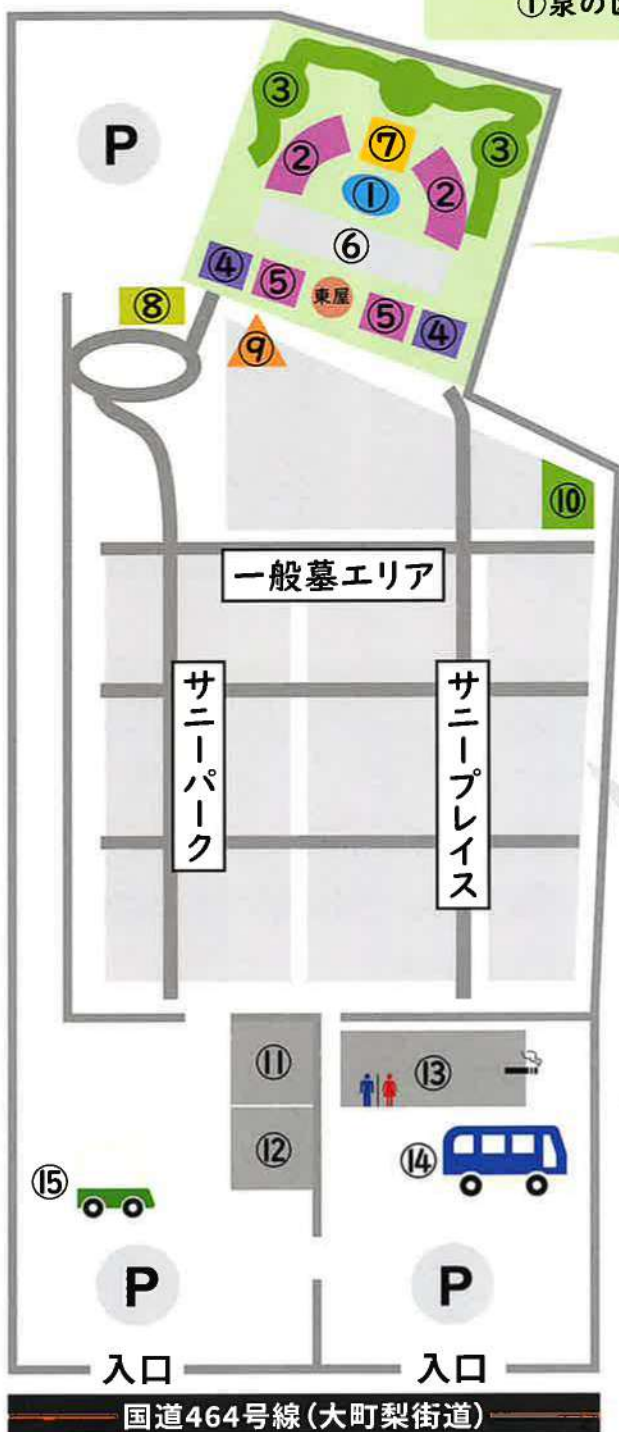 ①泉の
P
③
③
②
⑦
②
①
⑥
④
⑤
東屋
⑤
④
⑧
⑨
⑩
一般墓エリア
サニーパーク
サニープレイス
⑪
⑬
⑫
⑭
⑮
P
P
入口
入口
国道464号線(大町梨街道)